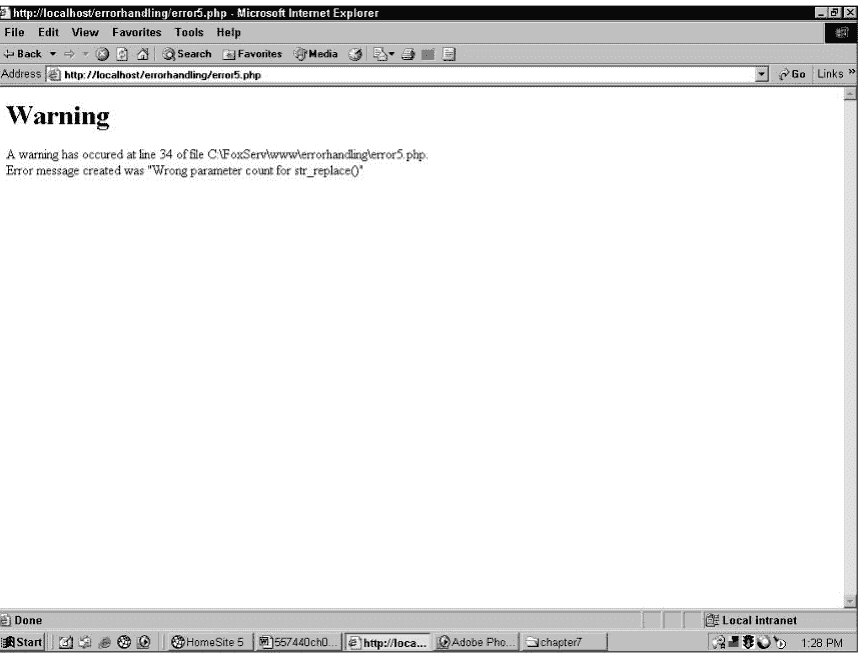 http://localhost/errorhandling/error5.php - Microsoft Internet Explorer
File Edit View Favorites Tools Help
Back Search Favorites Media
Address http://localhost/errorhandling/error5.php Go Links »
Warning
A warning has occured at line 34 of file C:\FoxServ\www\errorhandling\error5.php.
Error message created was "Wrong parameter count for str_replace()"
Done Local intranet
Start HomeSite 5 557440ch0... http://loca... Adobe Pho... chapter7 1:28 PM